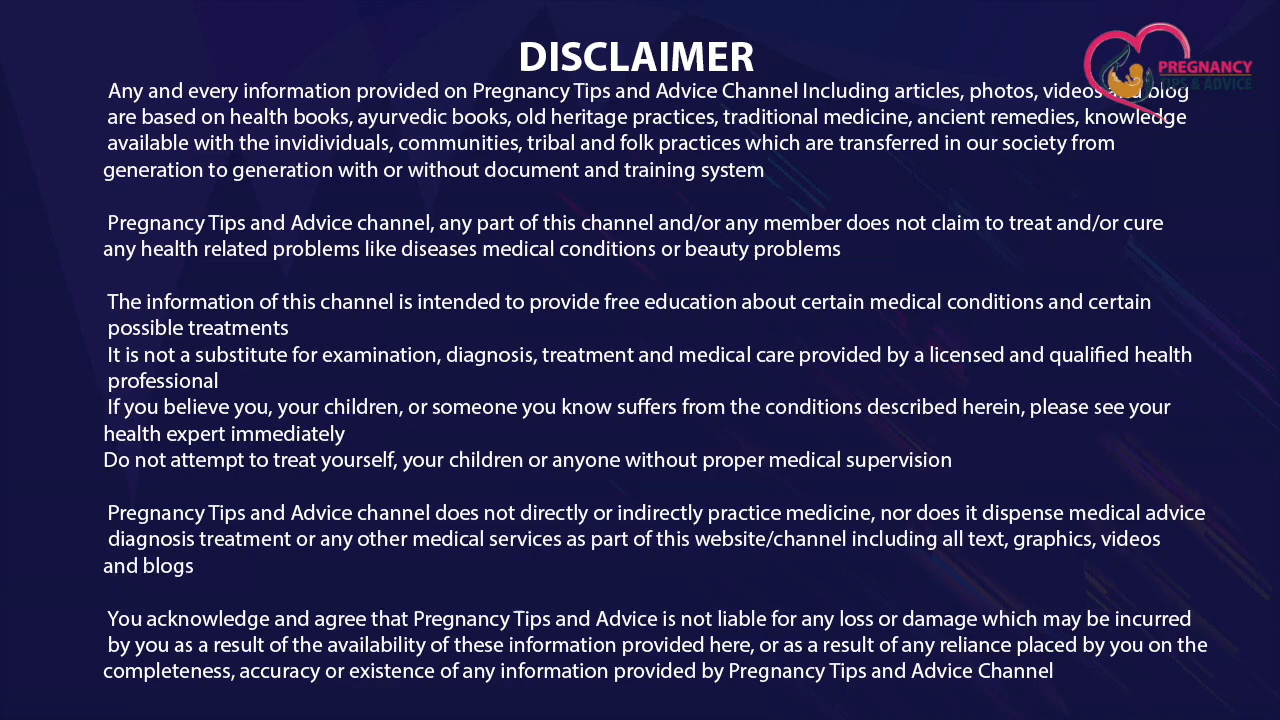 DISCLAIMER
PREGNANCY
TIPS & ADVICE
Any and every information provided on Pregnancy Tips and Advice Channel Including articles, photos, videos and blog
are based on health books, ayurvedic books, old heritage practices, traditional medicine, ancient remedies, knowledge
available with the invidividuals, communities, tribal and folk practices which are transferred in our society from
generation to generation with or without document and training system
Pregnancy Tips and Advice channel, any part of this channel and/or any member does not claim to treat and/or cure
any health related problems like diseases medical conditions or beauty problems
The information of this channel is intended to provide free education about certain medical conditions and certain
possible treatments
It is not a substitute for examination, diagnosis, treatment and medical care provided by a licensed and qualified health
professional
If you believe you, your children, or someone you know suffers from the conditions described herein, please see your
health expert immediately
Do not attempt to treat yourself, your children or anyone without proper medical supervision
Pregnancy Tips and Advice channel does not directly or indirectly practice medicine, nor does it dispense medical advice
diagnosis treatment or any other medical services as part of this website/channel including all text, graphics, videos
and blogs
You acknowledge and agree that Pregnancy Tips and Advice is not liable for any loss or damage which may be incurred
by you as a result of the availability of these information provided here, or as a result of any reliance placed by you on the
completeness, accuracy or existence of any information provided by Pregnancy Tips and Advice Channel